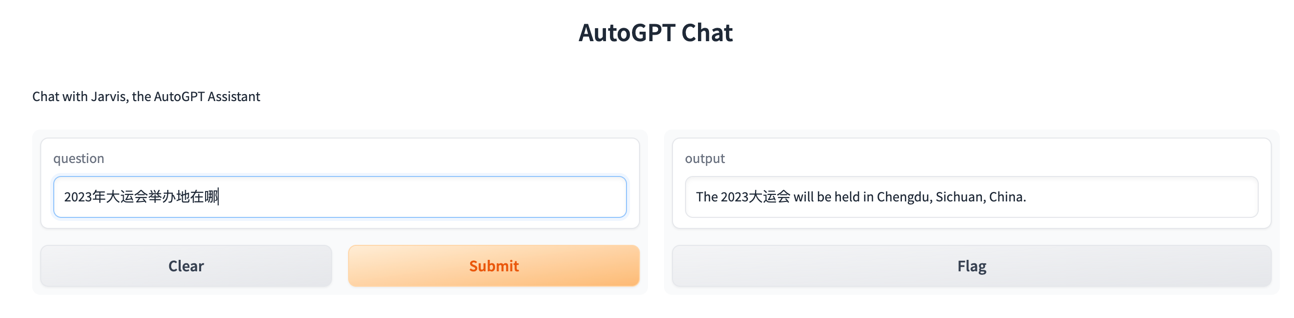 AutoGPT Chat
Chat with Jarvis, the AutoGPT Assistant
question
2023年大运会举办地在哪
Clear
Submit
output
The 2023大运会 will be held in Chengdu, Sichuan, China.
Flag